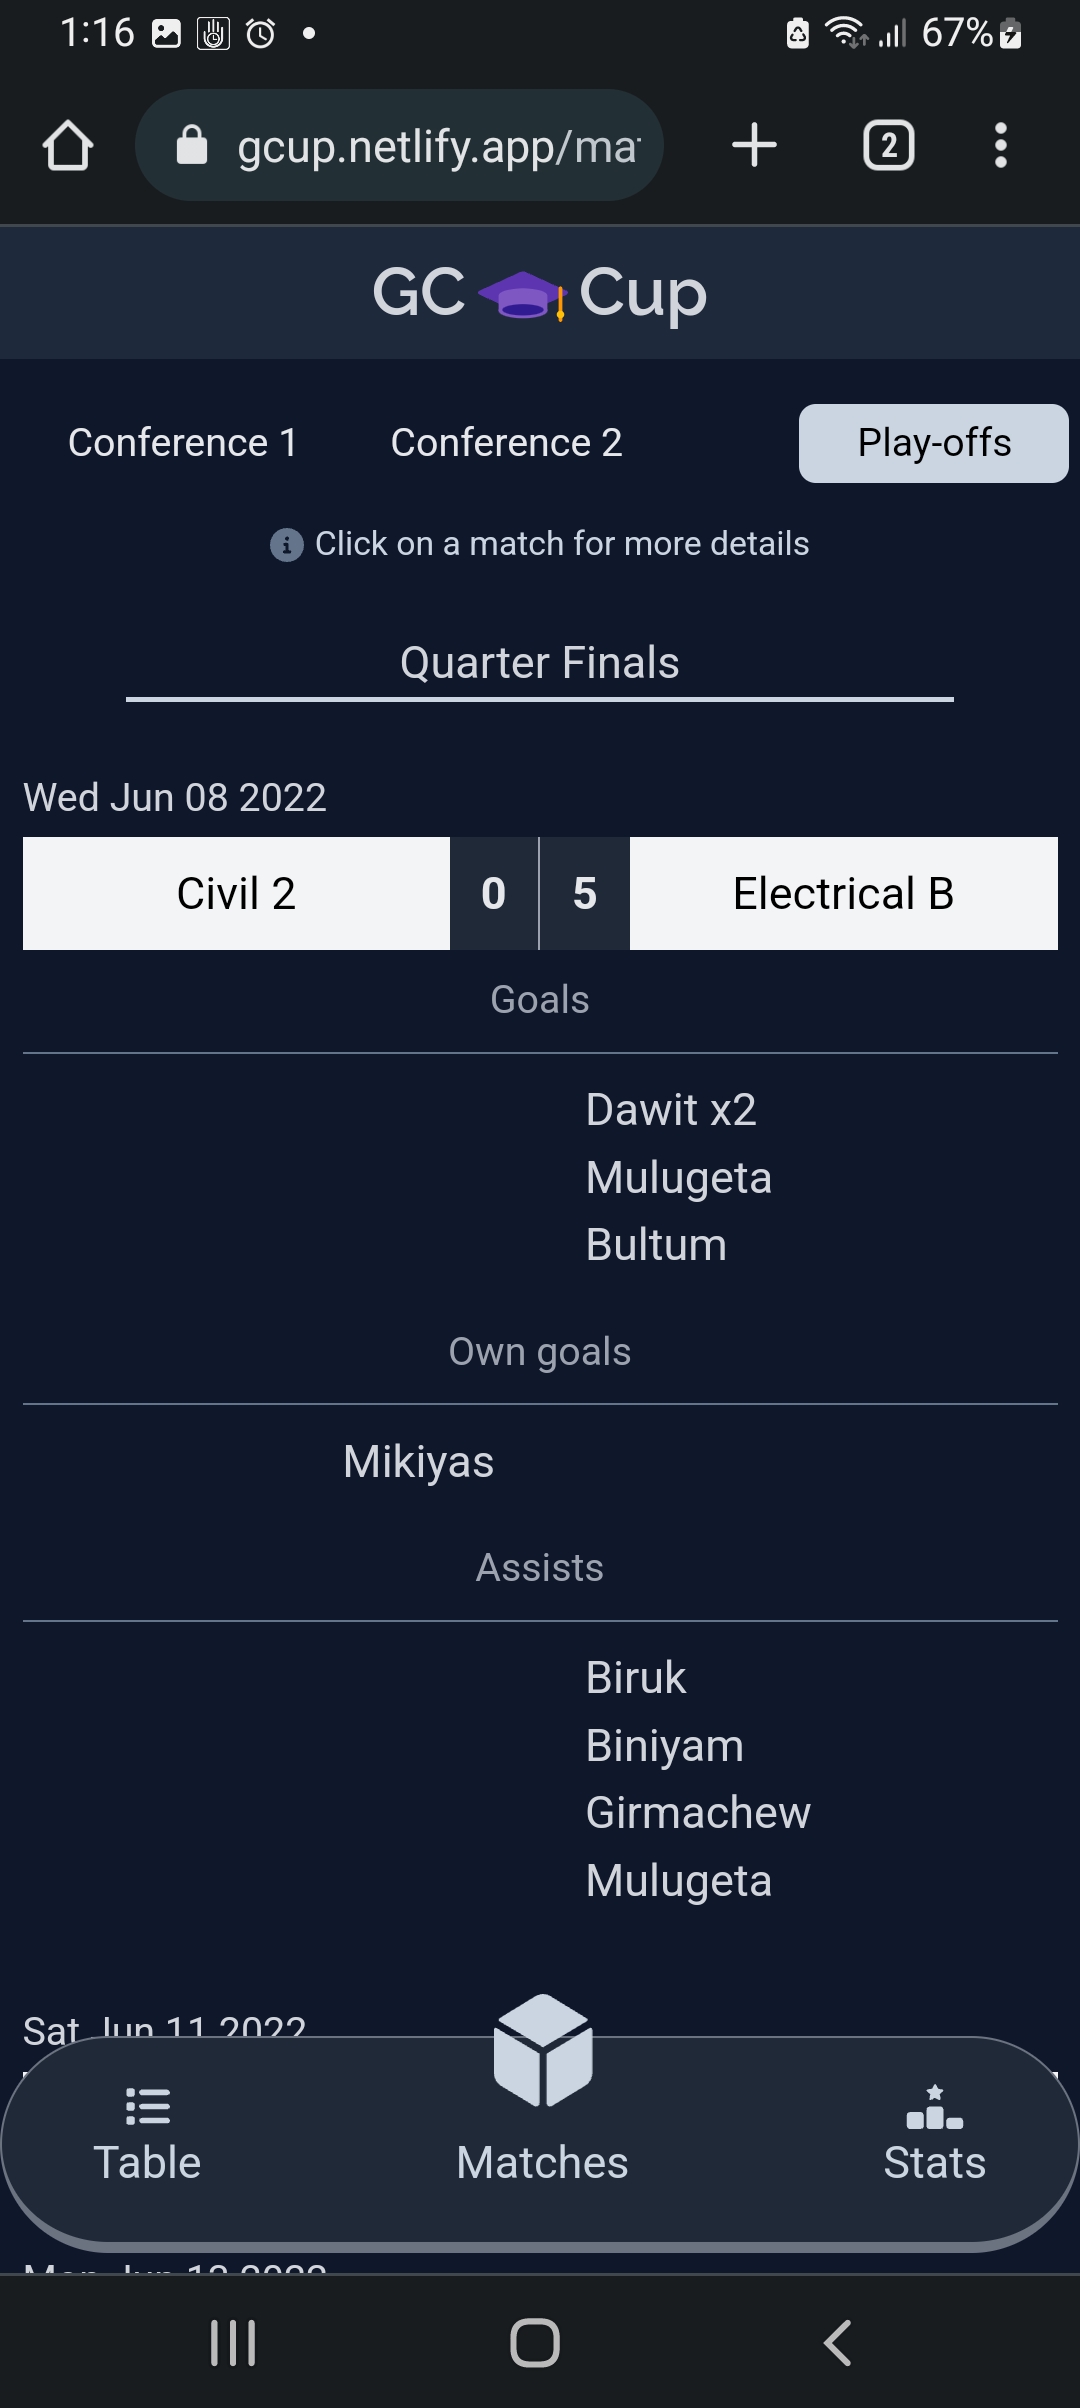 1:16
67%
gcup.netlify.app/ma
2
GC Cup
Conference 1 Conference 2 Play-offs
Click on a match for more details
Quarter Finals
Wed Jun 08 2022
Civil 2 0 5 Electrical B
Goals
Dawit x2
Mulugeta
Bultum
Own goals
Mikiyas
Assists
Biruk
Biniyam
Girmachew
Mulugeta
Sat Jun 11 2022
Table Matches Stats